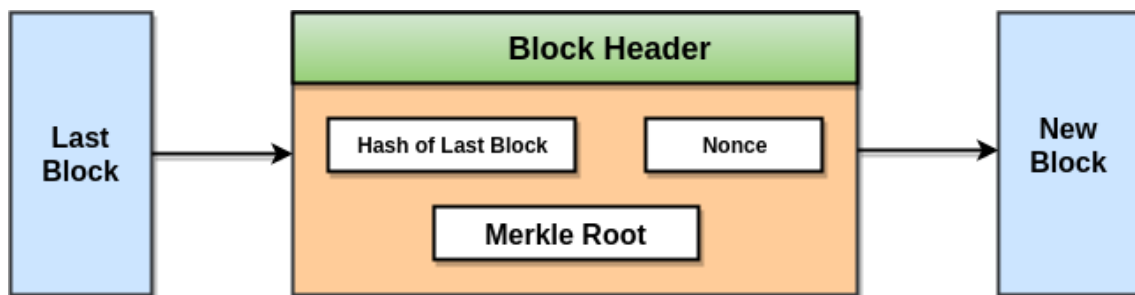 Block Header
Last
Block
Hash of Last Block
Nonce
Merkle Root
New
Block